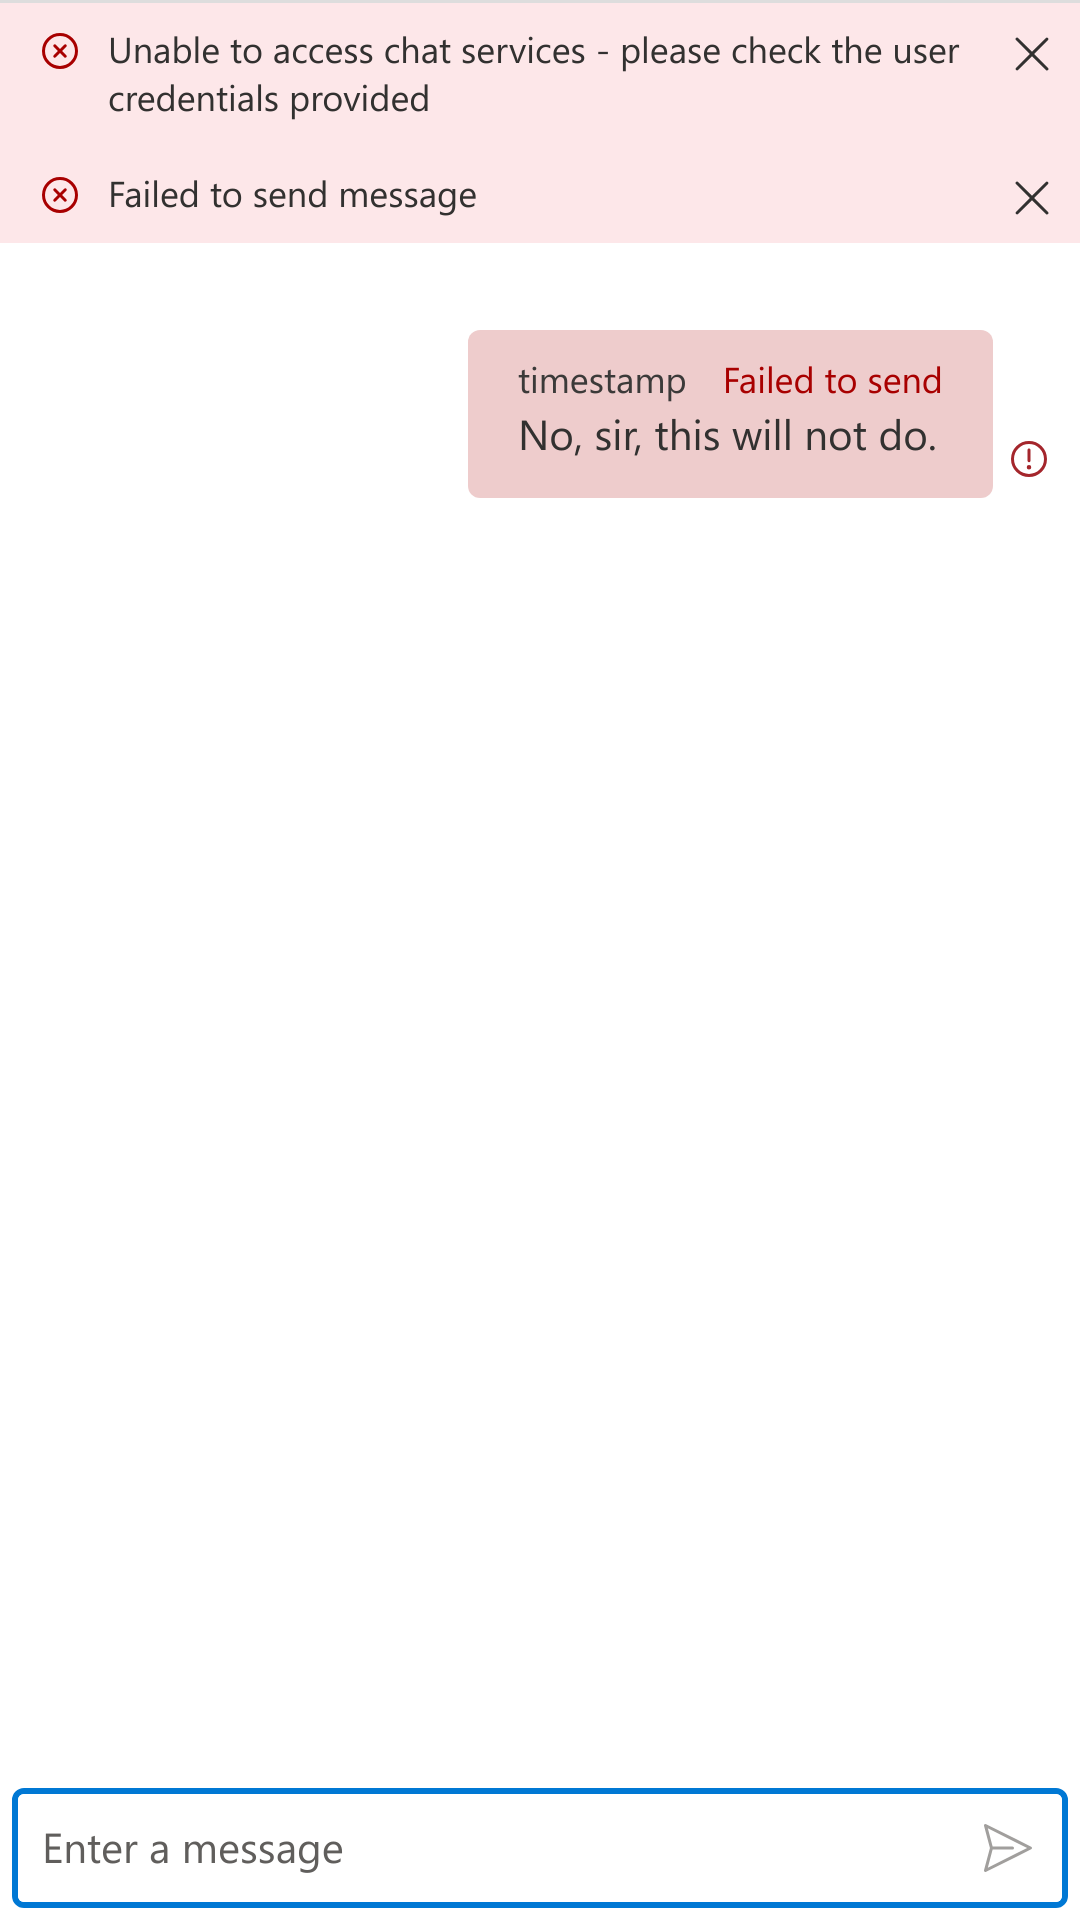 Unable to access chat services - please check the user
credentials provided
Failed to send message
timestamp Failed to send
No, sir, this will not do.
Enter a message